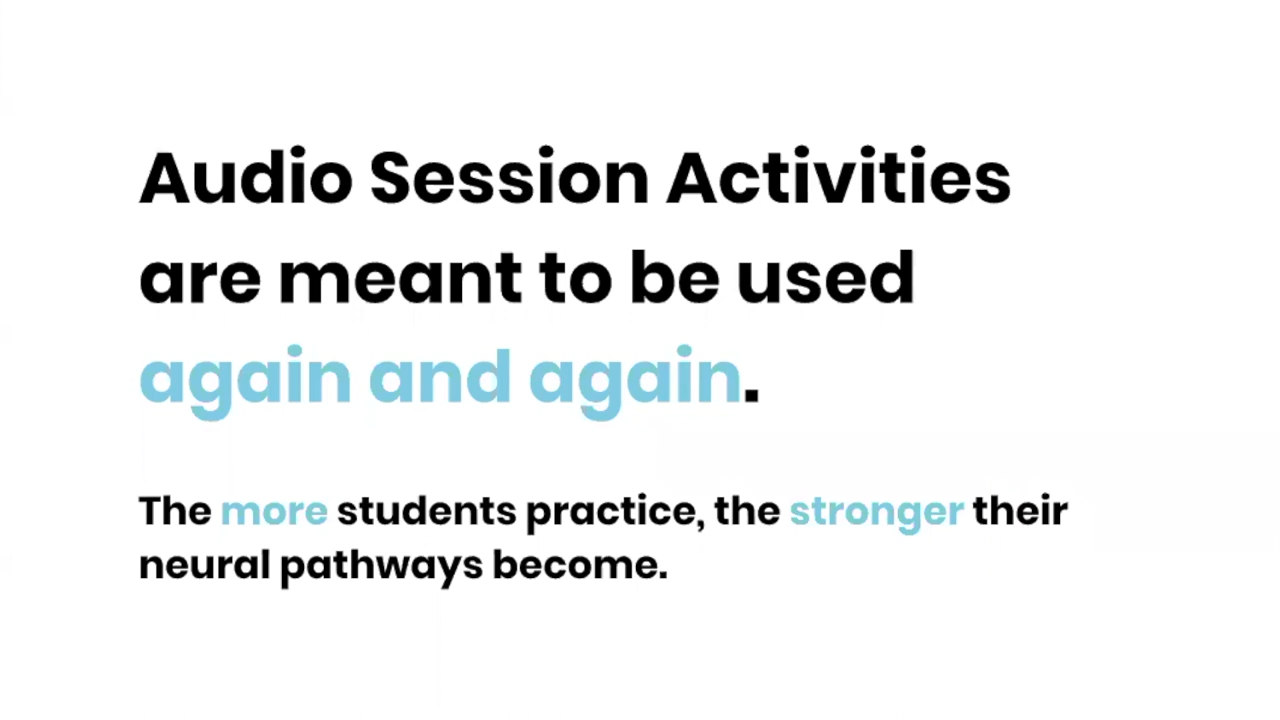 Audio Session Activities
are meant to be used
again and again.
The more students practice, the stronger their
neural pathways become.